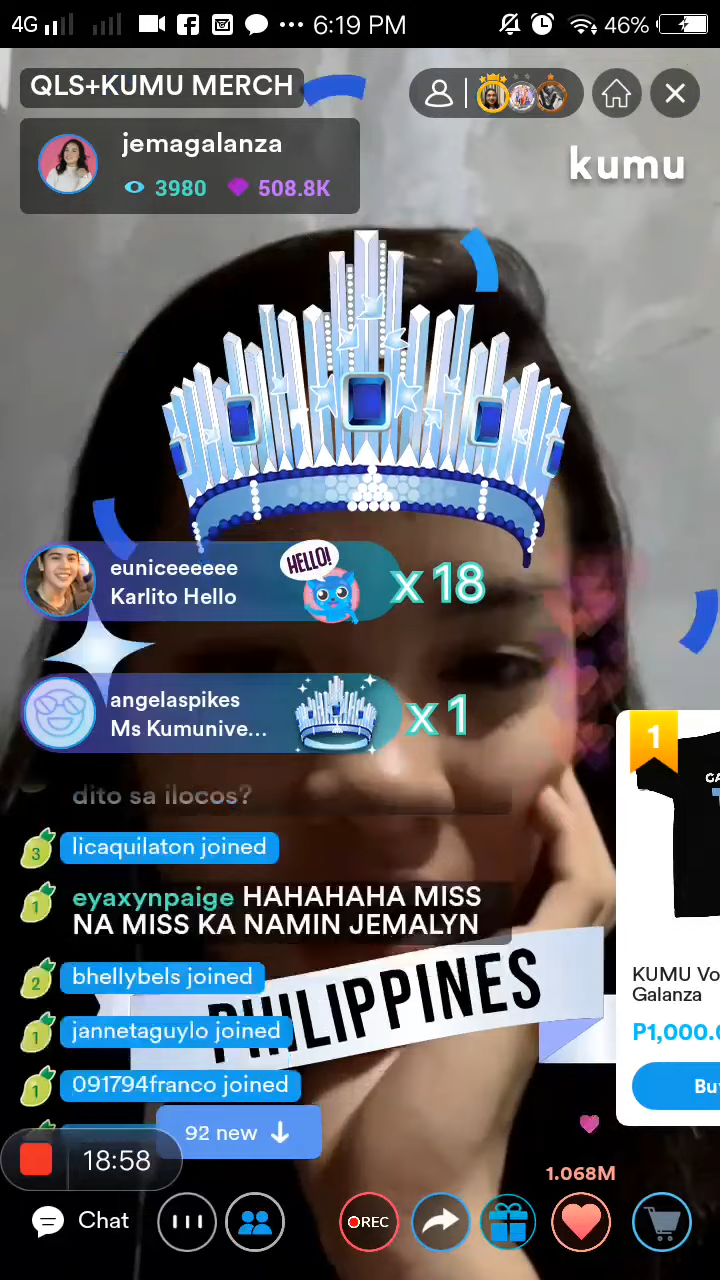 4G 6:19 PM 46%
QLS+KUMU MERCH
jemagalanza
3980 508.8K
kumu
euniceeeeee
Karlito Hello
HELLO!
x 18
angelaspikes
Ms Kumunive...
x 1
1
GA
dito sa ilocos?
3 licaquilaton joined
1 eyaxynpaige HAHAHAHA MISS
NA MISS KA NAMIN JEMALYN
2 bhellybels joined
PHILIPPINES
1 jannetaguylo joined
1 091794franco joined
KUMU Vo
Galanza
P1,000.0
Bu
92 new
18:58
1.068M
Chat
REC